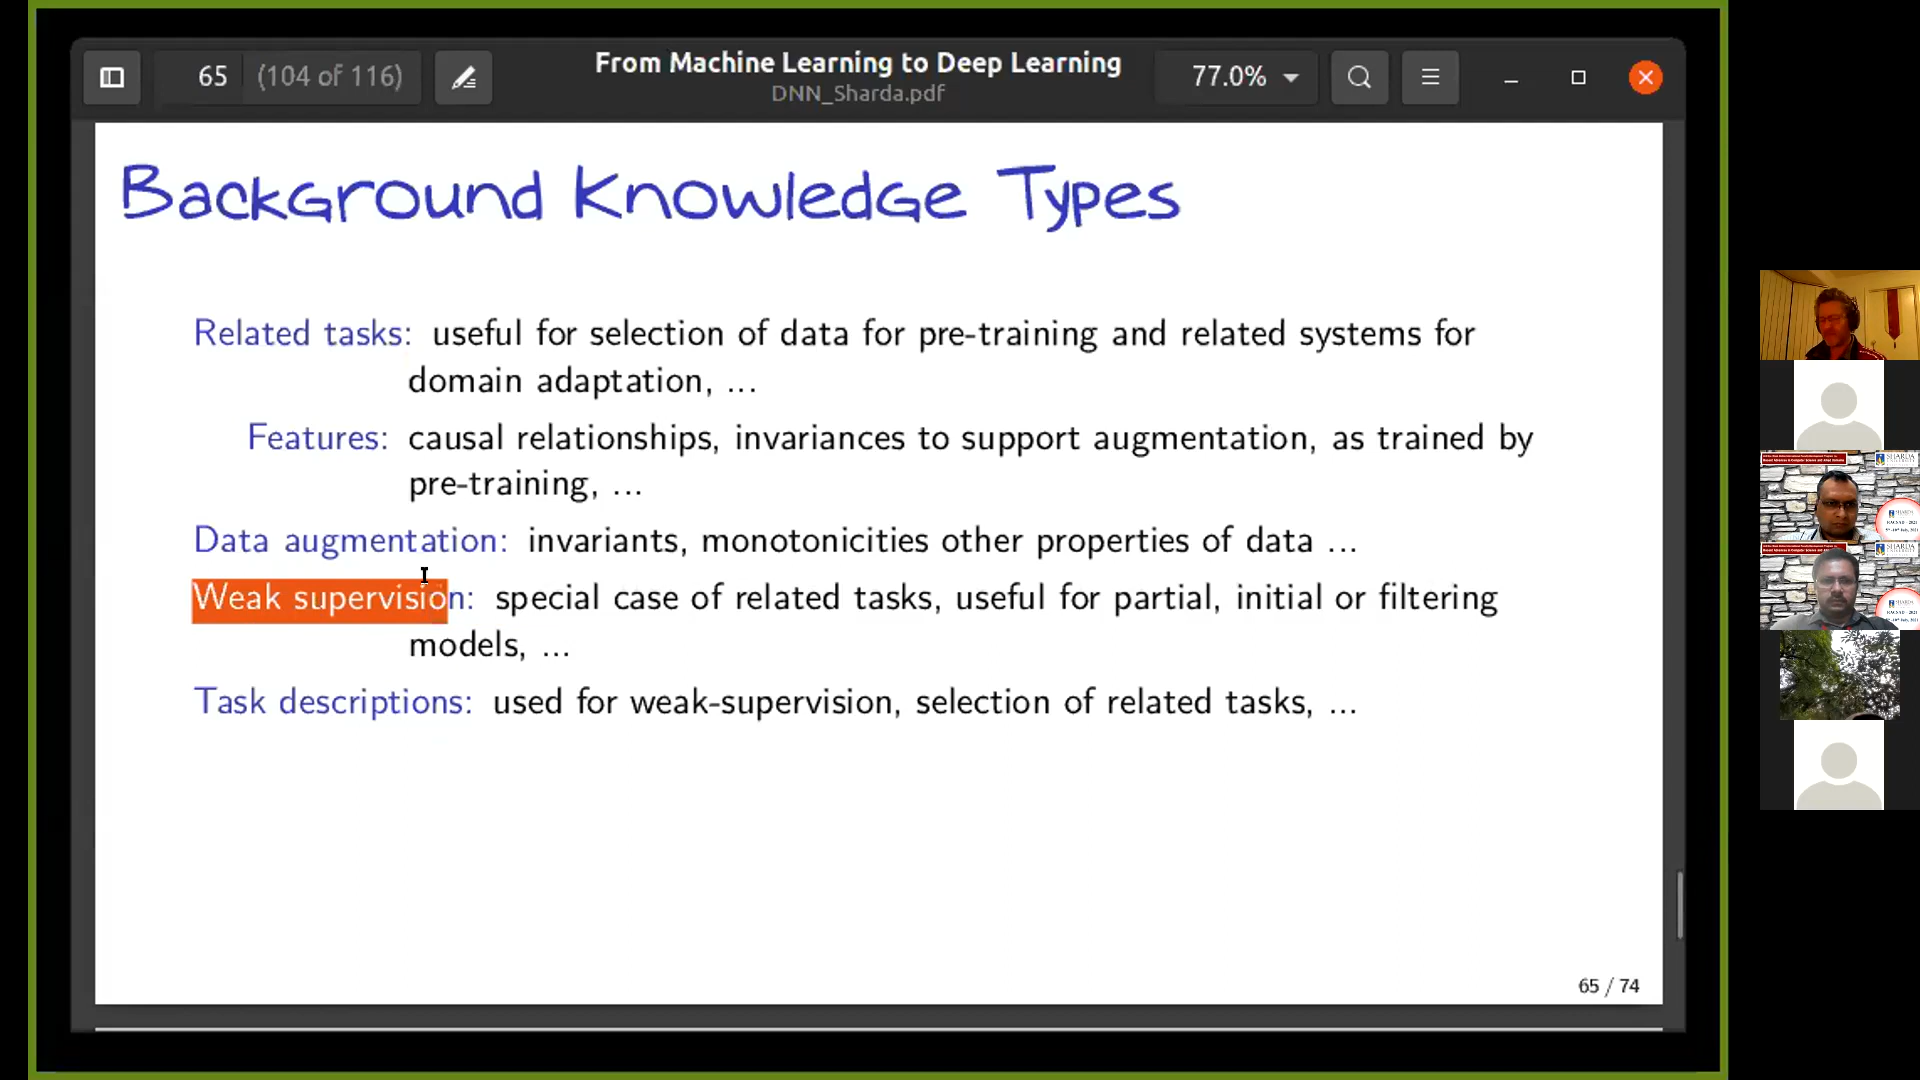 65 (104 of 116)
From Machine Learning to Deep Learning
DNN_Sharda.pdf
77.0%
Background Knowledge Types
Related tasks: useful for selection of data for pre-training and related systems for
domain adaptation, ...
Features: causal relationships, invariances to support augmentation, as trained by
pre-training, ...
Data augmentation: invariants, monotonicities other properties of data ...
Weak supervision: special case of related tasks, useful for partial, initial or filtering
models, ...
Task descriptions: used for weak-supervision, selection of related tasks, ...
65 / 74
SHARDA
SHARDA